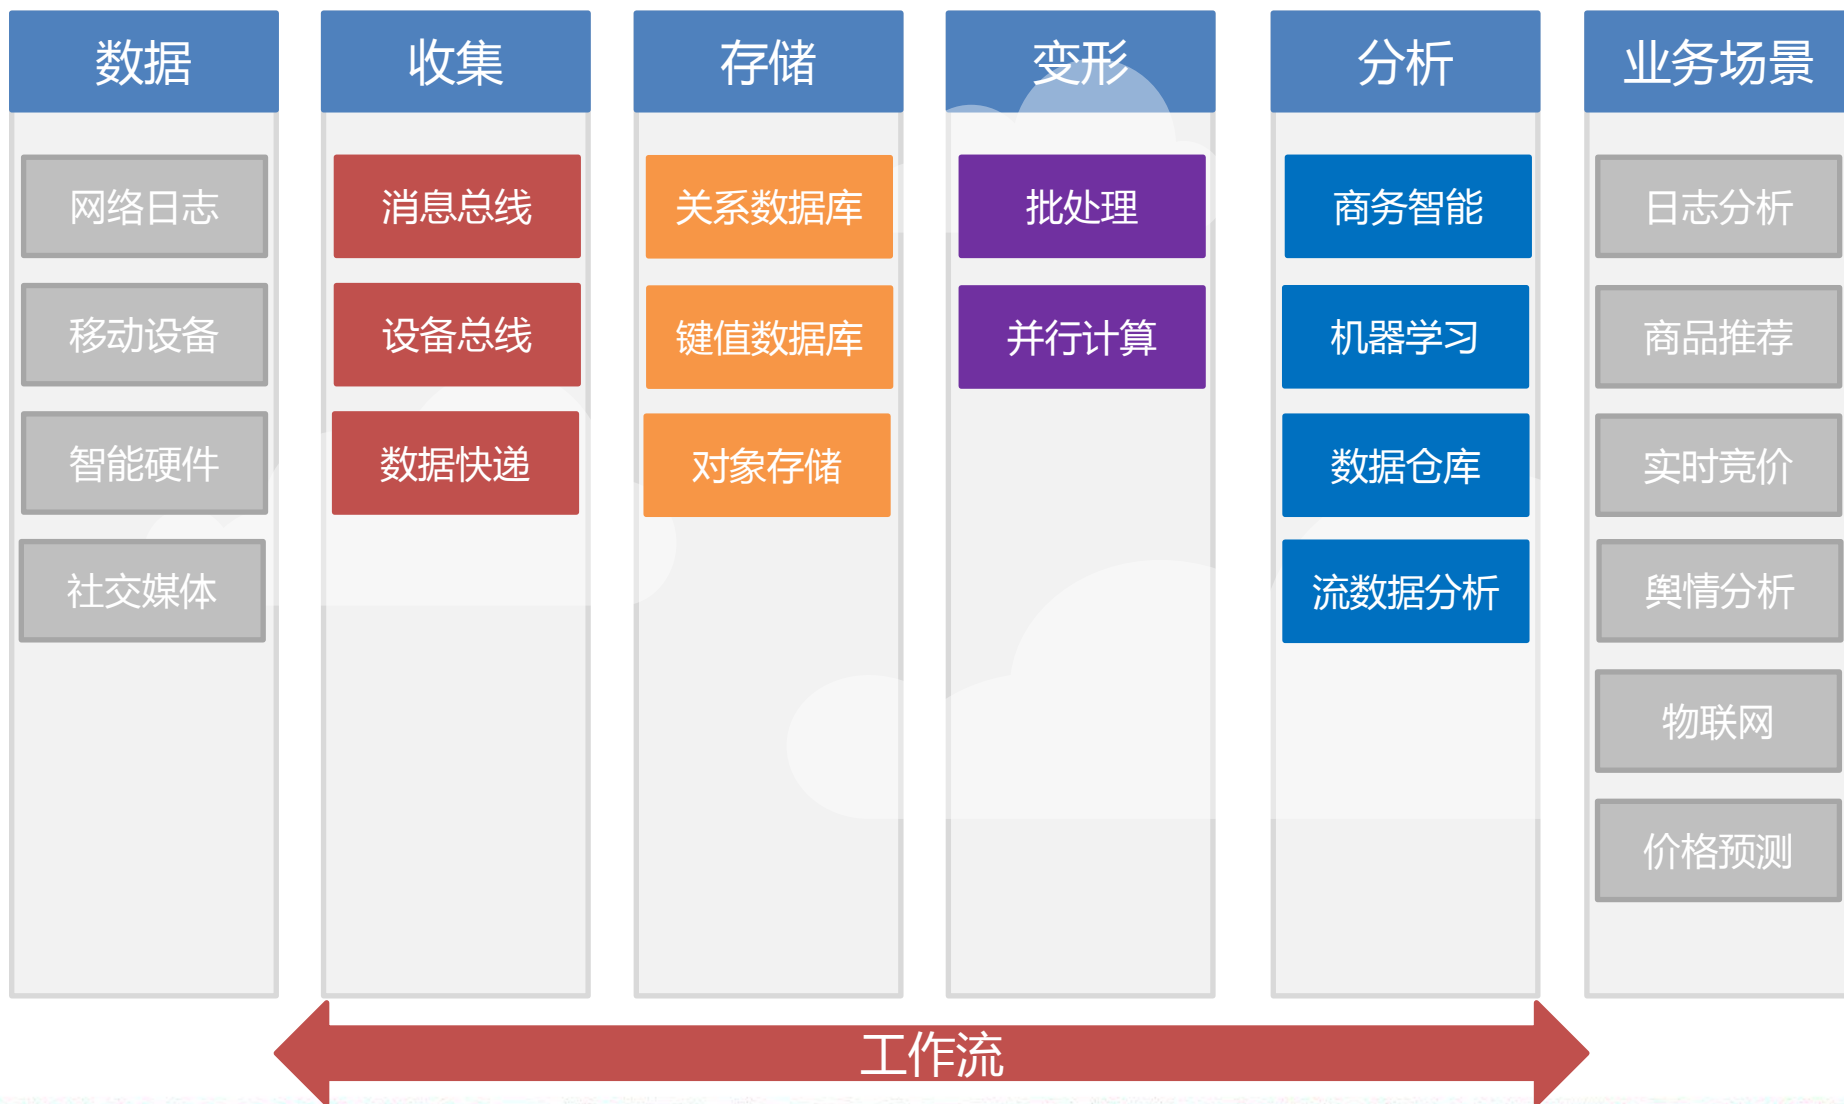 数据
网络日志
移动设备
智能硬件
社交媒体
收集
消息总线
设备总线
数据快递
存储
关系数据库
键值数据库
对象存储
变形
批处理
并行计算
分析
商务智能
机器学习
数据仓库
流数据分析
业务场景
日志分析
商品推荐
实时竞价
舆情分析
物联网
价格预测
工作流